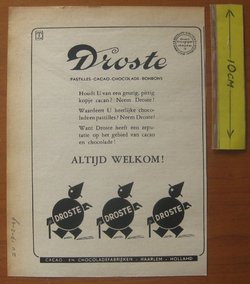 Droste
PASTILLES-CACAO-CHOCOLADE-BONBONS
Houdt U van een geurig, pittig
kopje cacao? Neem Droste!
Waardeert U heerlijke choco-
lade en pastilles? Neem Droste!
Want Droste heeft een repu-
tatie op het gebied van cacao
en chocolade!
ALTIJD WELKOM!
DROSTE
DROSTE
DROSTE
CACAO- EN CHOCOLADEFABRIEKEN - HAARLEM - HOLLAND
10CM